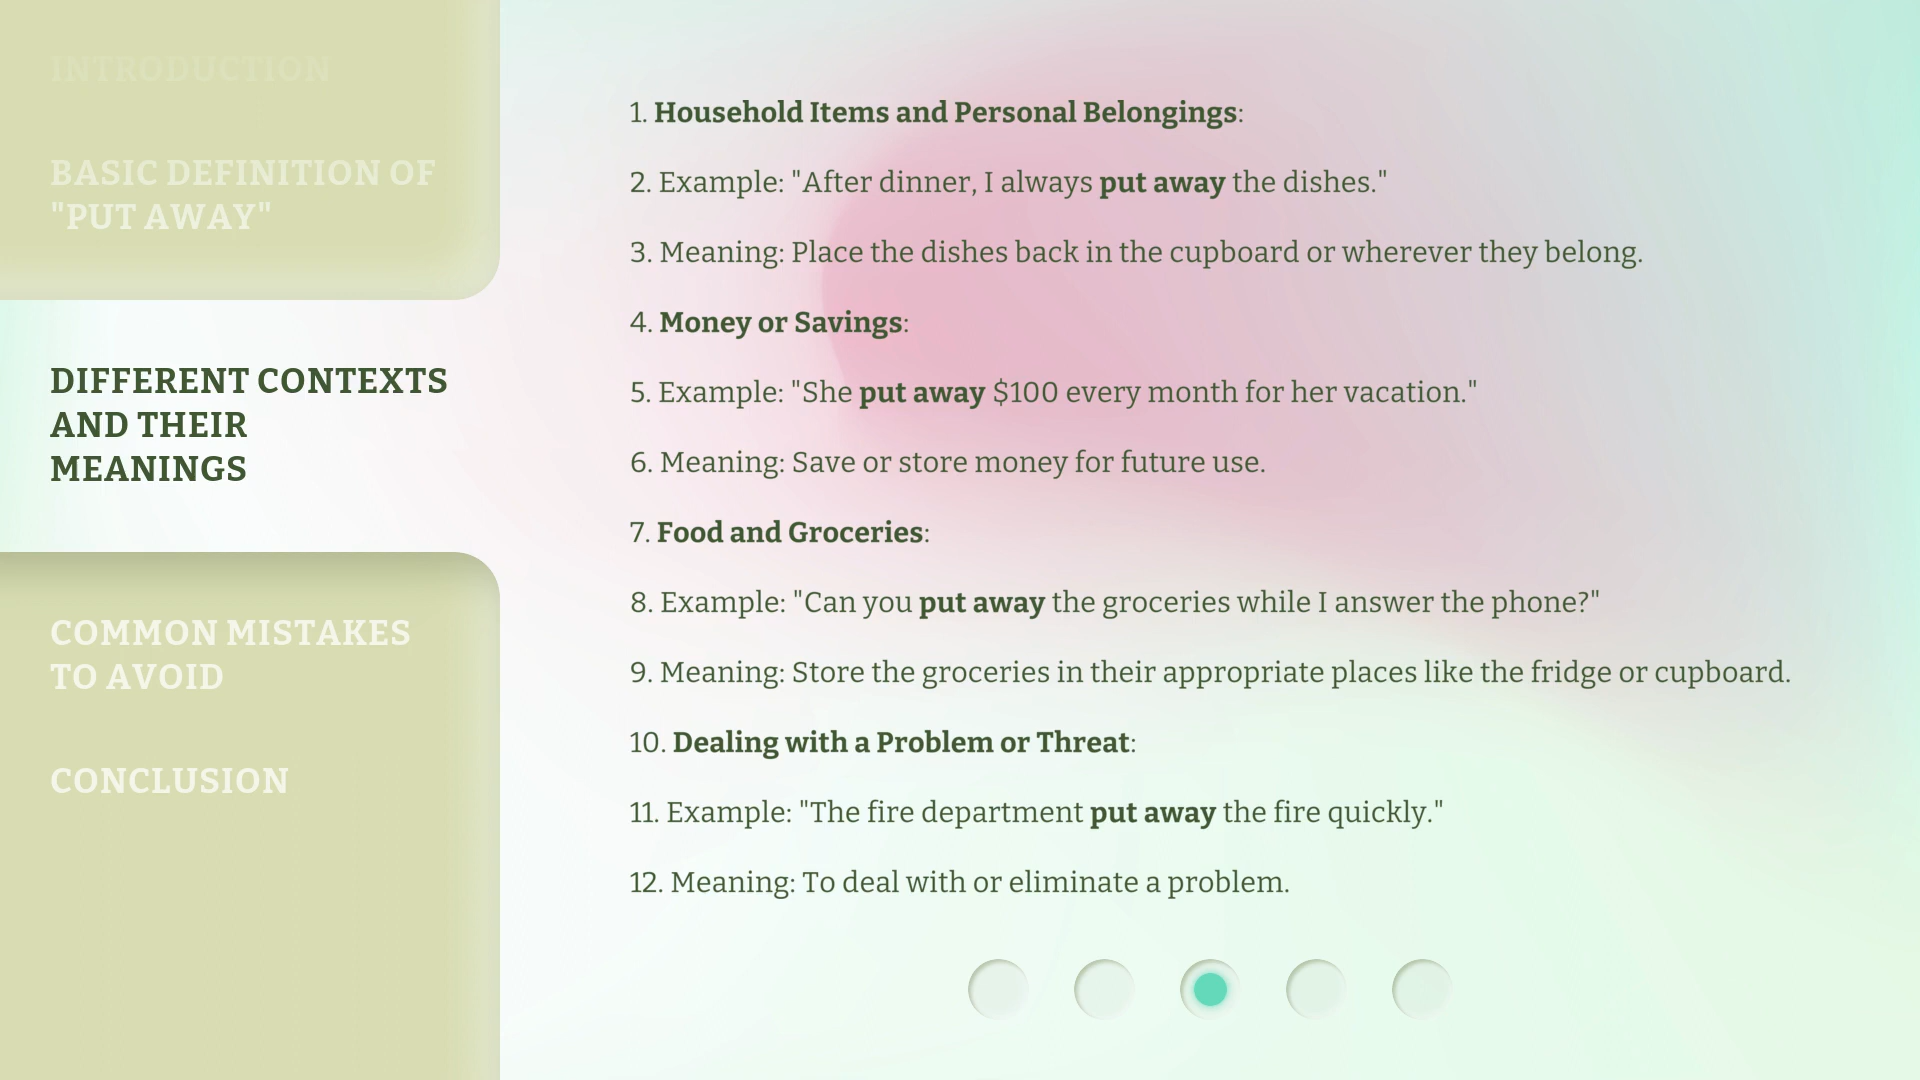 INTRODUCTION
BASIC DEFINITION OF
"PUT AWAY"
DIFFERENT CONTEXTS
AND THEIR
MEANINGS
COMMON MISTAKES
TO AVOID
CONCLUSION
1. Household Items and Personal Belongings:
2. Example: "After dinner, I always put away the dishes."
3. Meaning: Place the dishes back in the cupboard or wherever they belong.
4. Money or Savings:
5. Example: "She put away $100 every month for her vacation."
6. Meaning: Save or store money for future use.
7. Food and Groceries:
8. Example: "Can you put away the groceries while I answer the phone?"
9. Meaning: Store the groceries in their appropriate places like the fridge or cupboard.
10. Dealing with a Problem or Threat:
11. Example: "The fire department put away the fire quickly."
12. Meaning: To deal with or eliminate a problem.